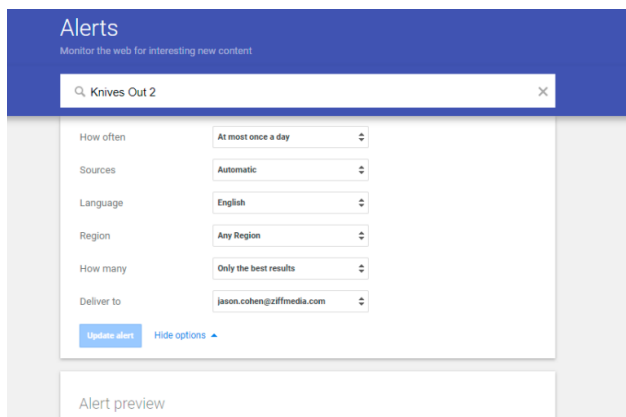 Alerts
Monitor the web for interesting new content
Knives Out 2
How often At most once a day
Sources Automatic
Language English
Region Any Region
How many Only the best results
Deliver to jason.cohen@ziffmedia.com
Update alert Hide options
Alert preview